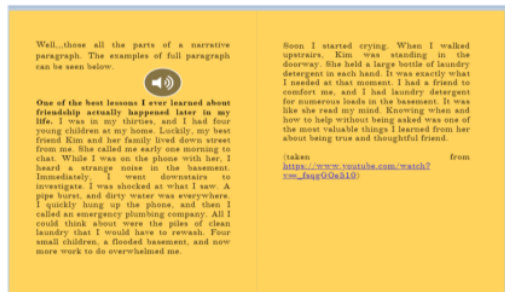 Well,,,those all the parts of a narrative
paragraph. The examples of full paragraph
can be seen below.
One of the best lessons I ever learned about
friendship actually happened later in my
life. I was in my thirties, and I had four
young children at my home. Luckily, my best
friend Kim and her family lived down street
from me. She called me early one morning to
chat. While I was on the phone with her, I
heard a strange noise in the basement.
Immediately, I went downstairs to
investigate. I was shocked at what I saw. A
pipe burst, and dirty water was everywhere.
I quickly hung up the phone, and then I
called an emergency plumbing company. All I
could think about were the piles of clean
laundry that I would have to rewash. Four
small children, a flooded basement, and now
more work to do overwhelmed me.
Soon I started crying. When I walked
upstairs, Kim was standing in the
doorway. She held a large bottle of laundry
detergent in each hand. It was exactly what
I needed at that moment. I had a friend to
comfort me, and I had laundry detergent
for numerous loads in the basement. It was
like she read my mind. Knowing when and
how to help without being asked was one of
the most valuable things I learned from her
about being true and thoughtful friend.
(taken from
https://www.youtube.com/watch?